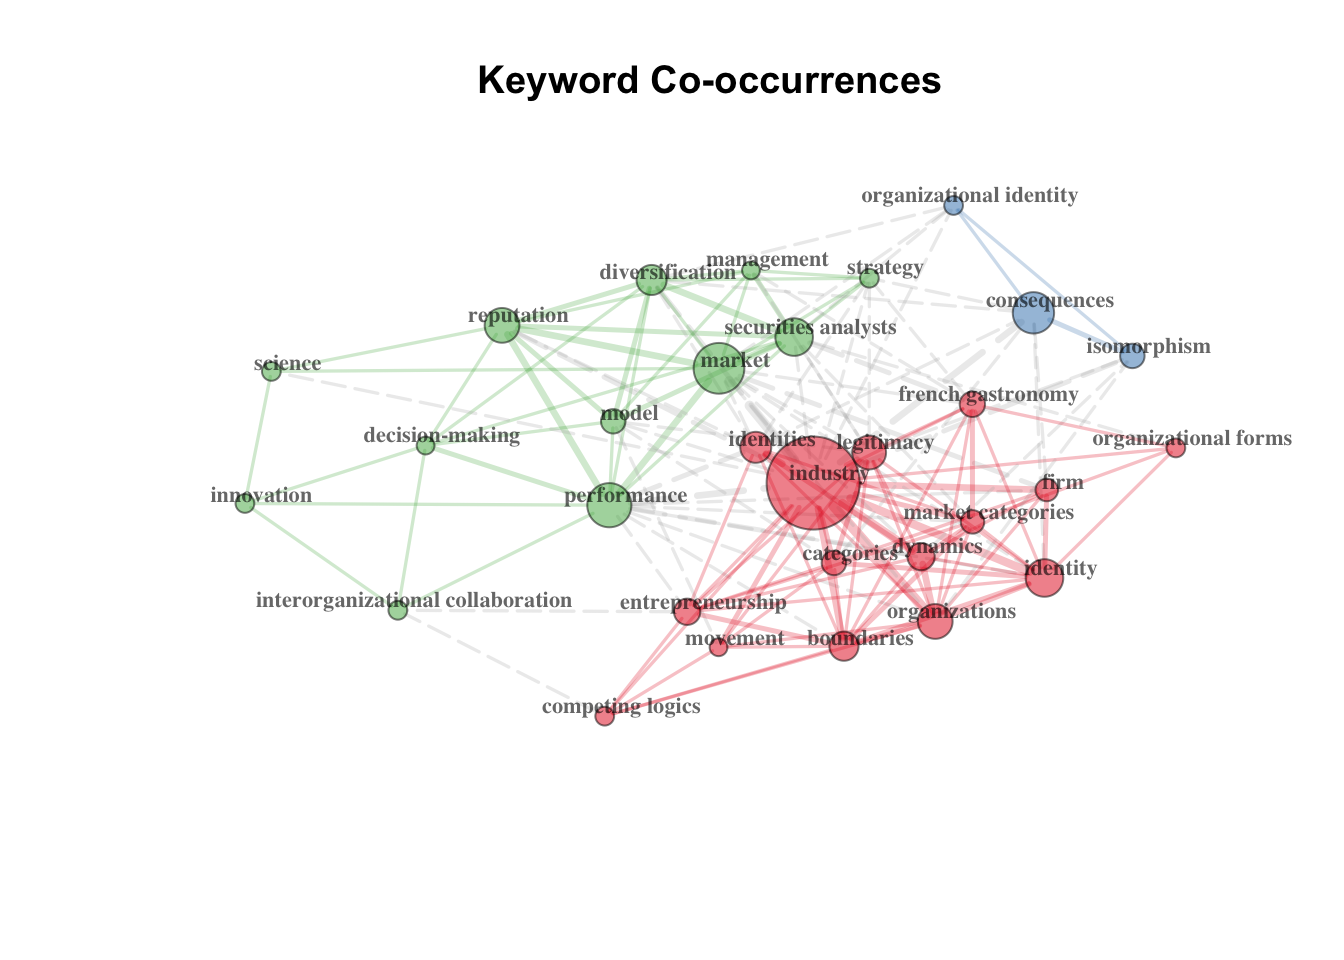 Keyword Co-occurrences
organizational identity
management
strategy
diversification
consequences
reputation
securities analysts
isomorphism
market
science
french gastronomy
model
decision-making
identities
legitimacy
organizational forms
industry
firm
innovation
performance
market categories
categories
dynamics
identity
interorganizational collaboration
entrepreneurship
organizations
movement
boundaries
competing logics